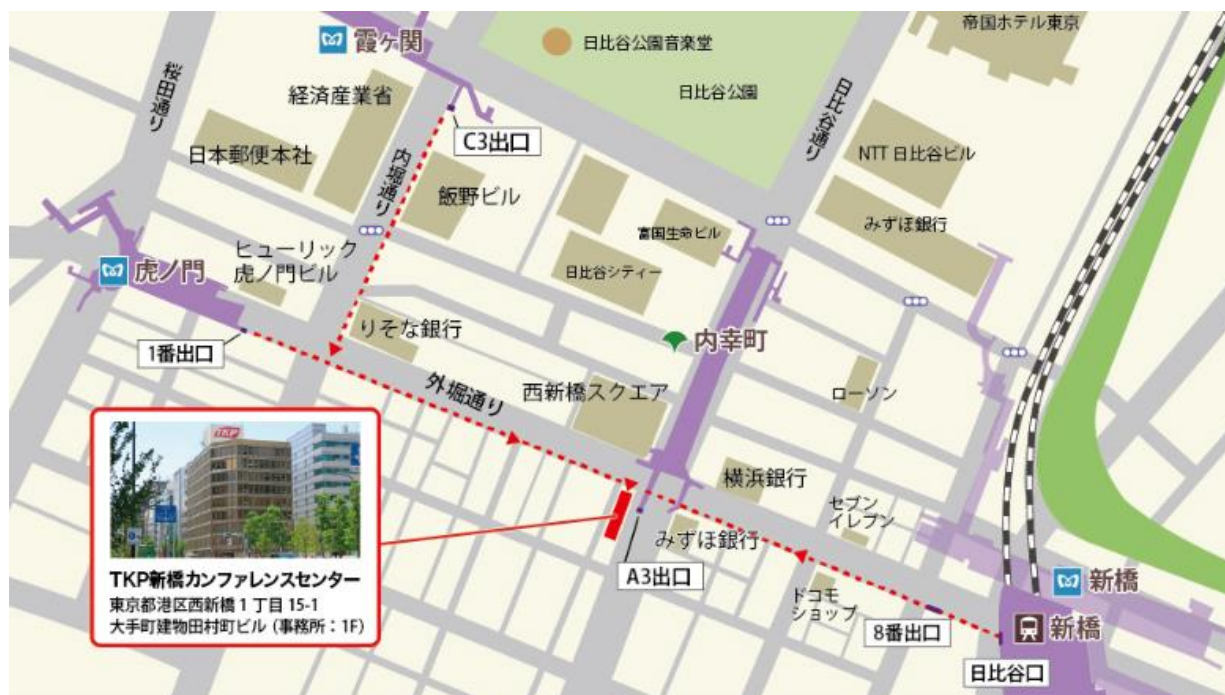 霞ヶ関
日比谷公園音楽堂
帝国ホテル東京
桜田通り
経済産業省
日比谷公園
日比谷通り
C3出口
日本郵便本社
内堀通り
飯野ビル
NTT 日比谷ビル
富国生命ビル
みずほ銀行
虎ノ門
ヒューリック
虎ノ門ビル
日比谷シティー
1番出口
りそな銀行
内幸町
外堀通り
西新橋スクエア
ローソン
TKP
横浜銀行
セブン
イレブン
みずほ銀行
A3出口
TKP新橋カンファレンスセンター
東京都港区西新橋1丁目15-1
大手町建物田村町ビル（事務所：1F）
ドコモ
ショップ
8番出口
新橋
新橋
日比谷口